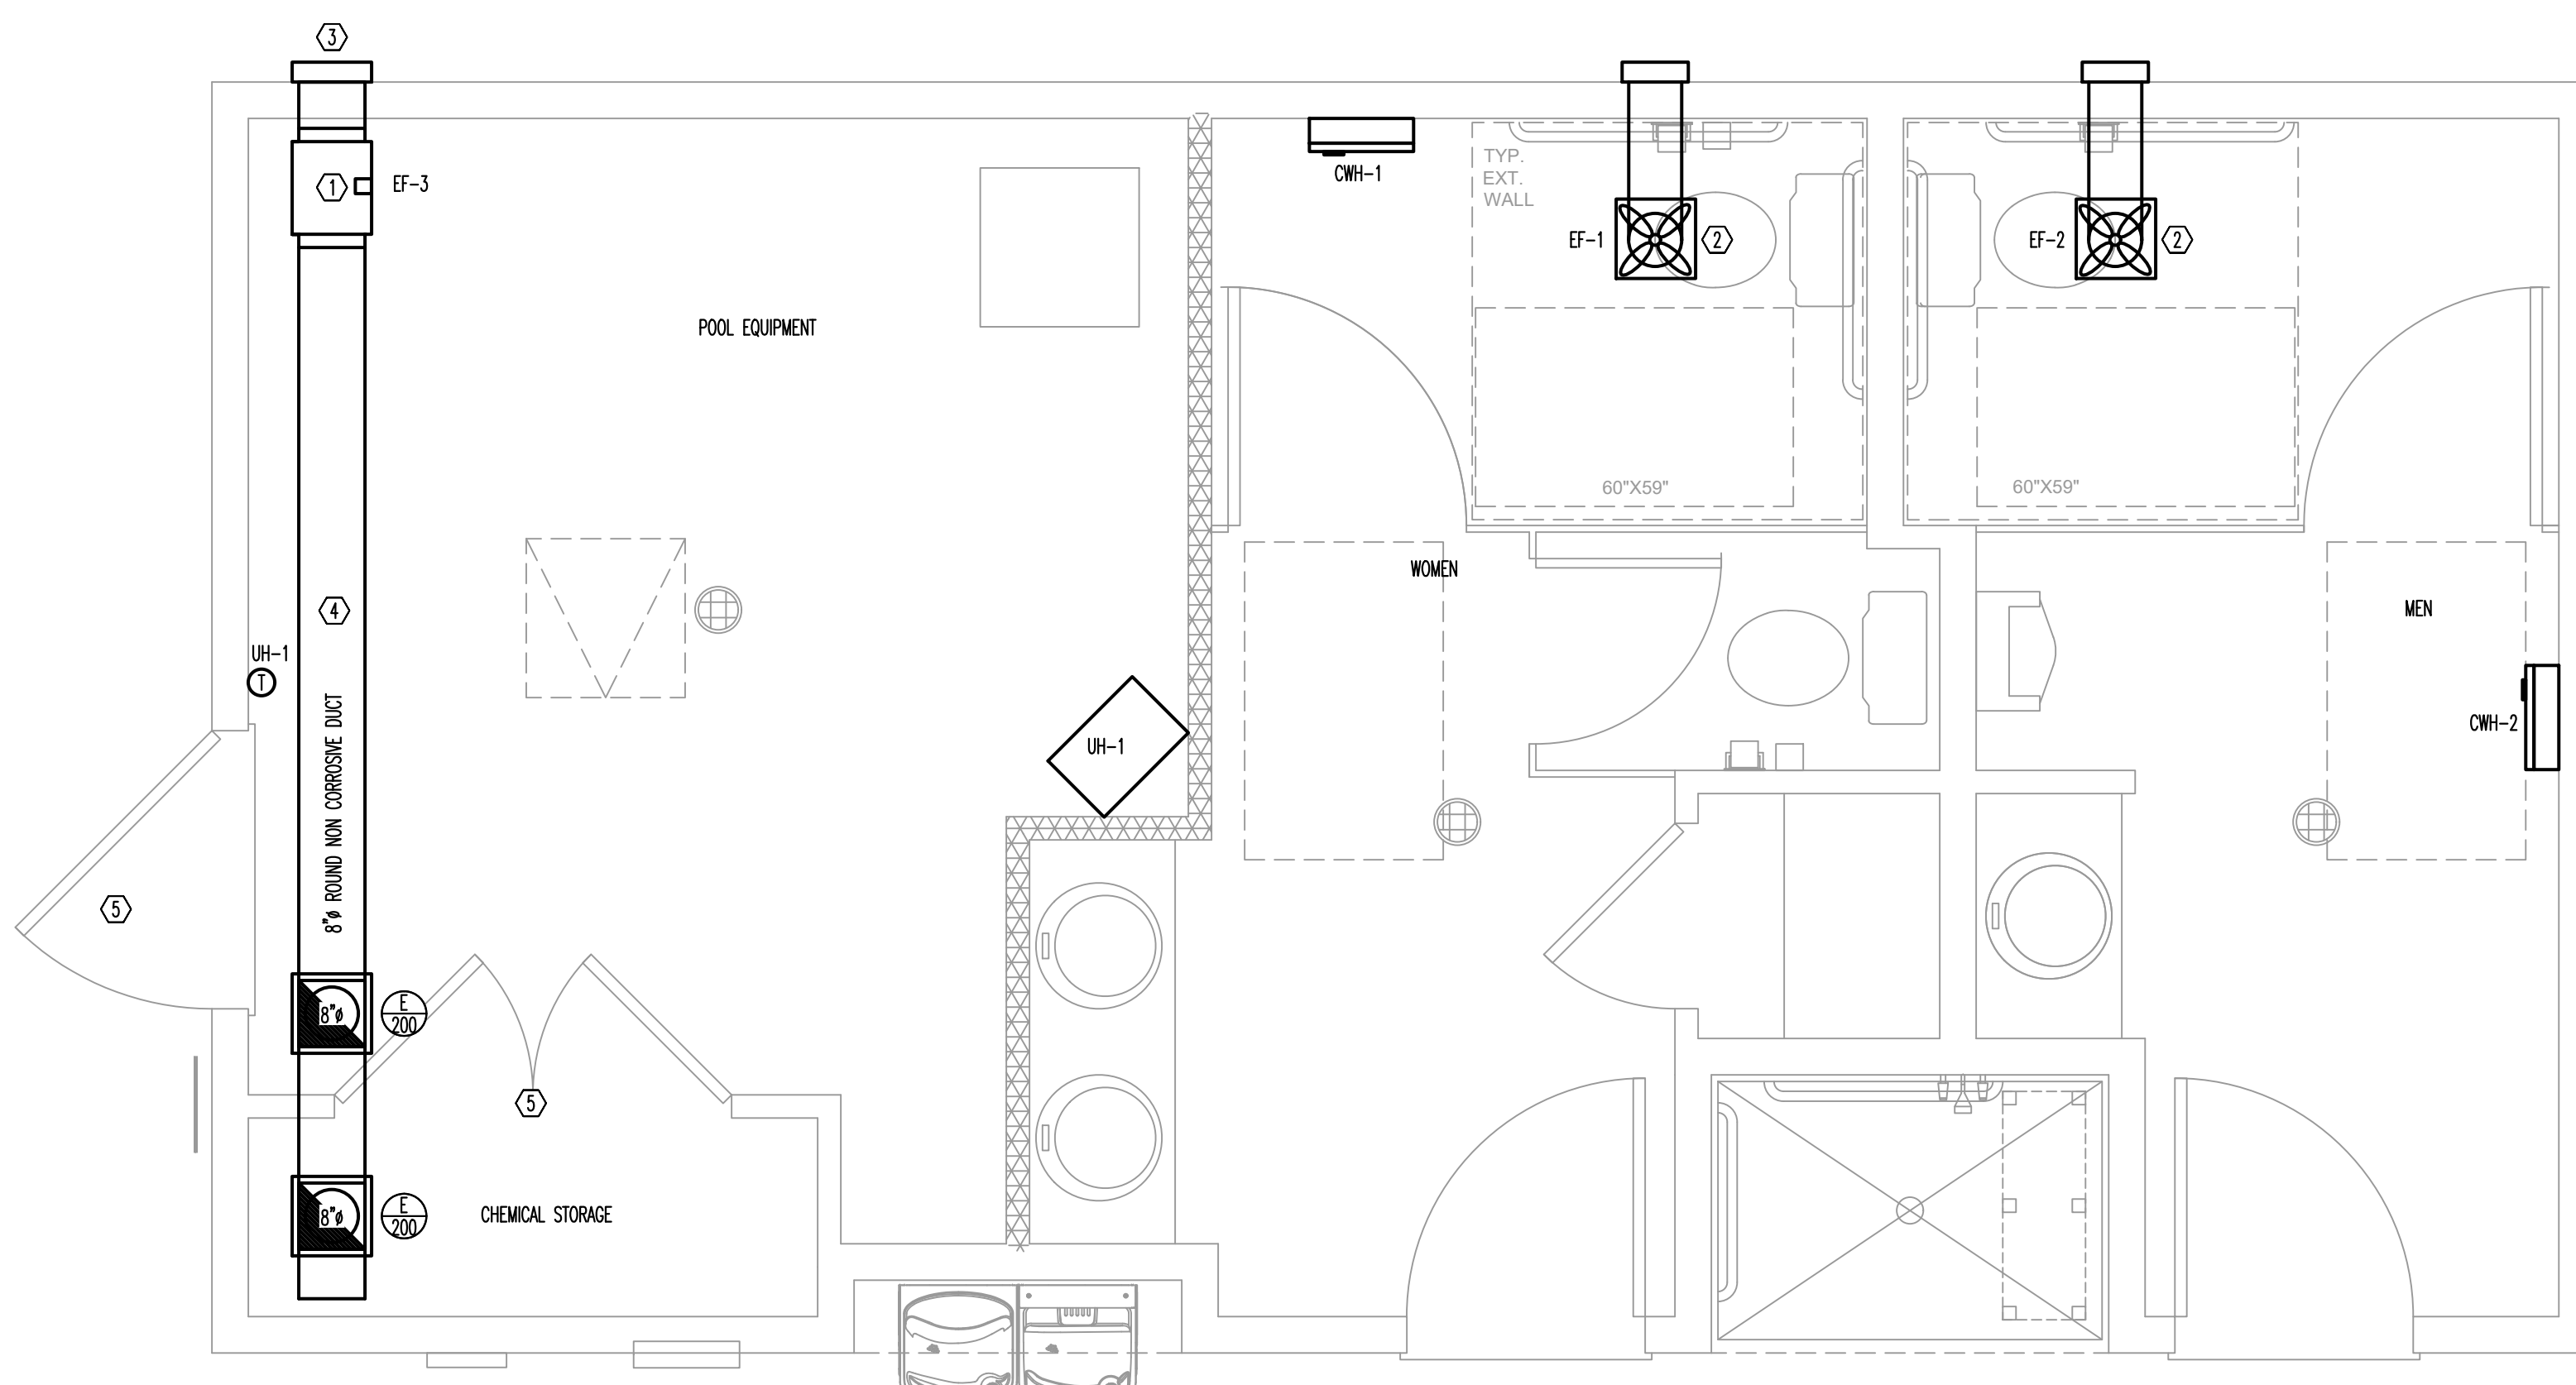 3
1
EF-3
CWH-1
TYP.
EXT.
WALL
EF-1
2
EF-2
2
POOL EQUIPMENT
60"X59"
60"X59"
WOMEN
MEN
4
UH-1
T
8"ø ROUND NON CORROSIVE DUCT
UH-1
CWH-2
5
8"ø
E
200
5
8"ø
E
200
CHEMICAL STORAGE